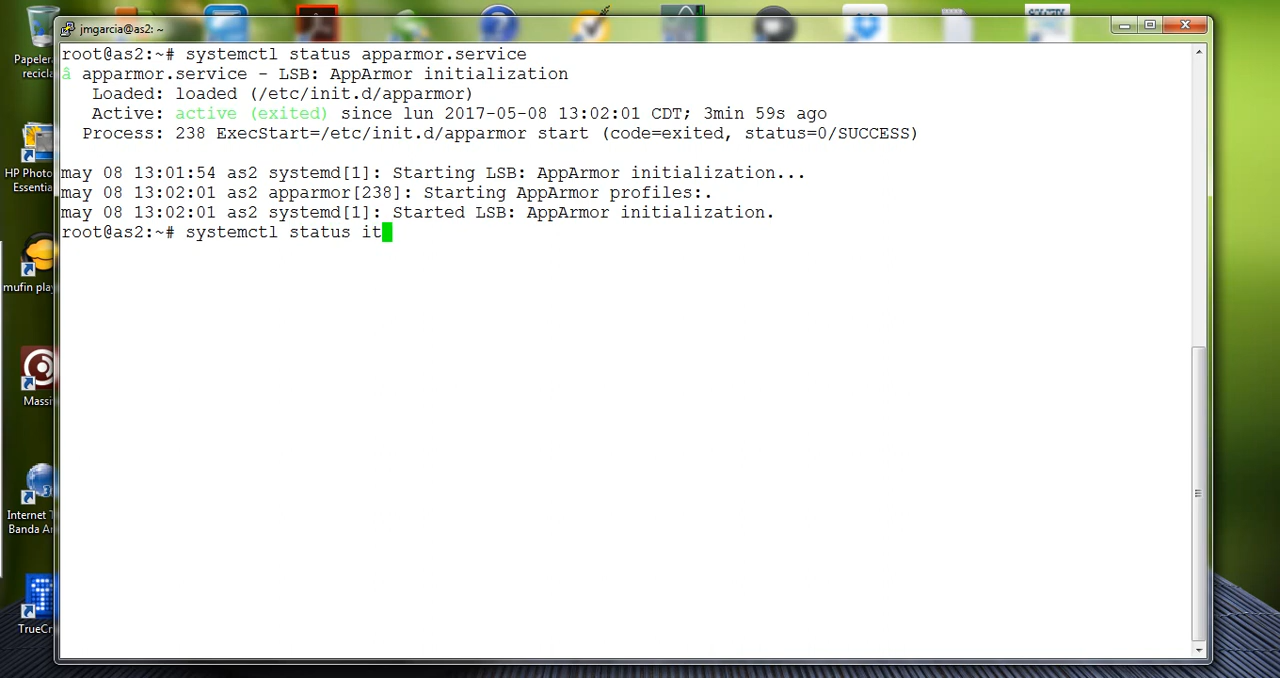 jmgarcia@as2: ~
root@as2:~# systemctl status apparmor.service
â apparmor.service - LSB: AppArmor initialization
Loaded: loaded (/etc/init.d/apparmor)
Active: active (exited) since lun 2017-05-08 13:02:01 CDT; 3min 59s ago
Process: 238 ExecStart=/etc/init.d/apparmor start (code=exited, status=0/SUCCESS)
may 08 13:01:54 as2 systemd[1]: Starting LSB: AppArmor initialization...
may 08 13:02:01 as2 apparmor[238]: Starting AppArmor profiles:.
may 08 13:02:01 as2 systemd[1]: Started LSB: AppArmor initialization.
root@as2:~# systemctl status it
Papelera
recicla
HP Photo
Essentia
mufin play
Massi
Internet T
Banda An
TrueCr